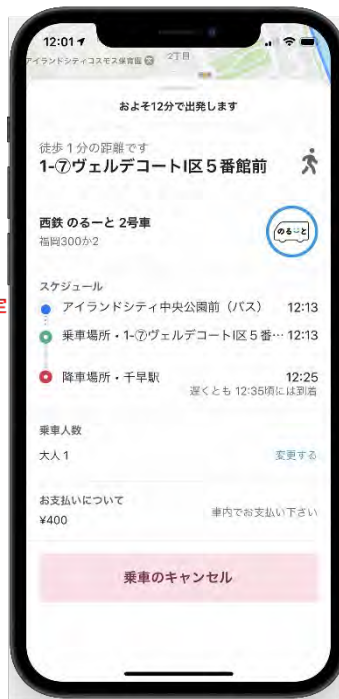 12:01
アイランドシティコスモス保育園
2丁目
およそ12分で出発します
徒歩1分の距離です
1-⑦ヴェルデコートI区5番館前
西鉄 のるーと 2号車
福岡300か2
のるーと
スケジュール
アイランドシティ中央公園前（バス） 12:13
乗車場所・1-⑦ヴェルデコートI区5番… 12:13
降車場所・千早駅 12:25
遅くとも 12:35頃には到着
乗車人数
大人1 変更する
お支払いについて
¥400 車内でお支払い下さい
乗車のキャンセル